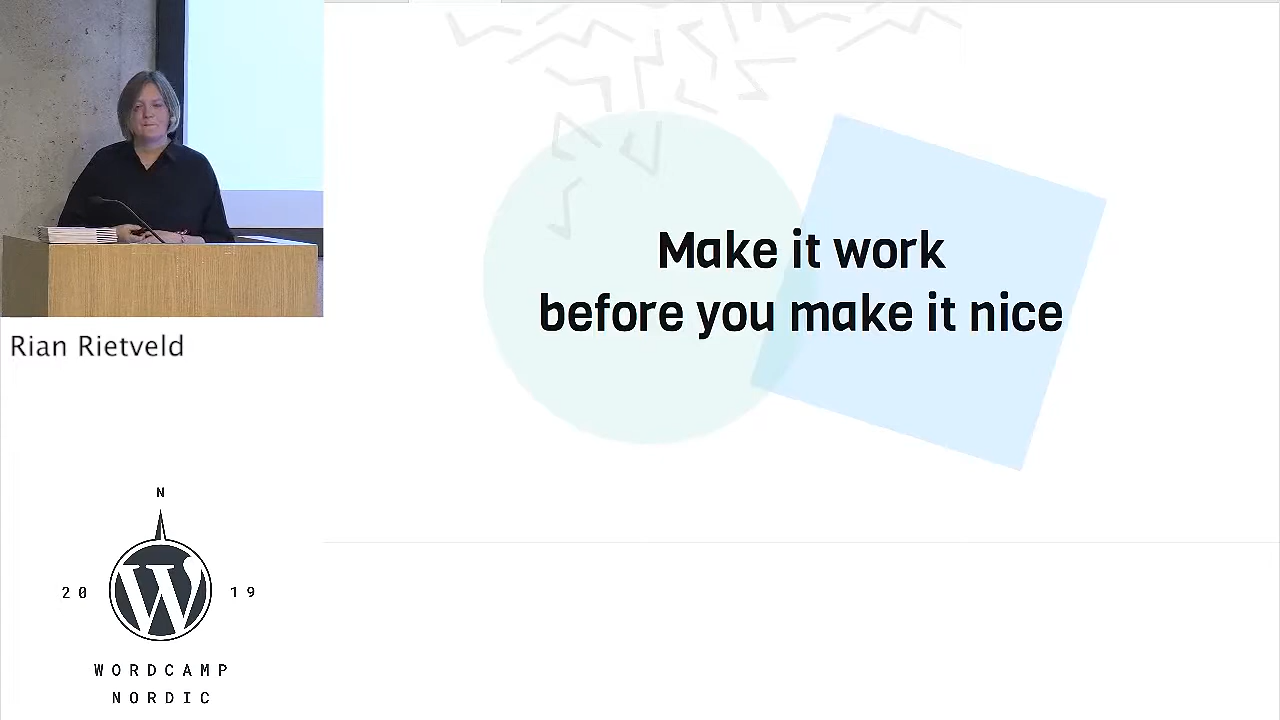 Make it work
before you make it nice
Rian Rietveld
N
20 19
WORDCAMP
NORDIC